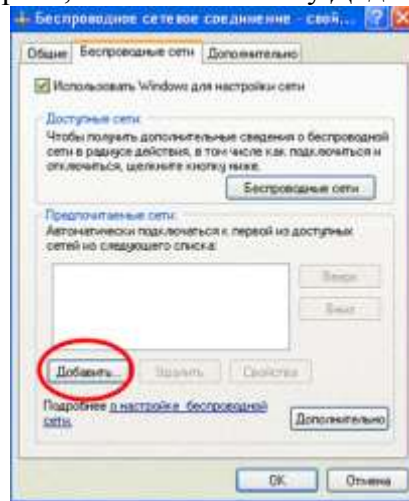 Беспроводное сетевое соединение - свой...
Общие Беспроводные сети Дополнительно
Использовать Windows для настройки сети
Доступные сети:
Чтобы получить дополнительные сведения о беспроводной
сети в радиусе действия, в том числе как подключиться и
отключиться, щелкните кнопку ниже.
Беспроводные сети
Предпочитаемые сети:
Автоматически подключаться к первой из доступных
сетей из следующего списка:
Вверх
Вниз
Добавить... Удалить Свойства
Подробнее о настройке беспроводной
сети.
Дополнительно
OK Отмена